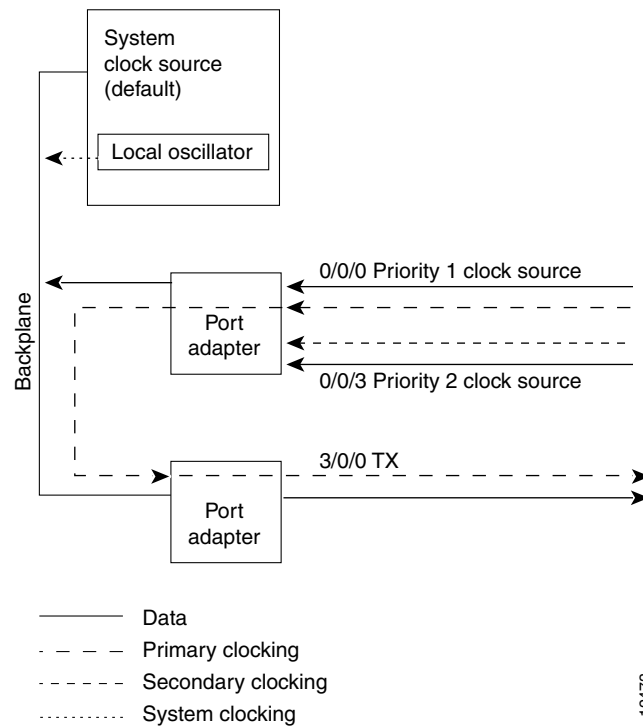 System
clock source
(default)
Local oscillator
Backplane
0/0/0 Priority 1 clock source
Port
adapter
0/0/3 Priority 2 clock source
3/0/0 TX
Port
adapter
Data
Primary clocking
Secondary clocking
System clocking